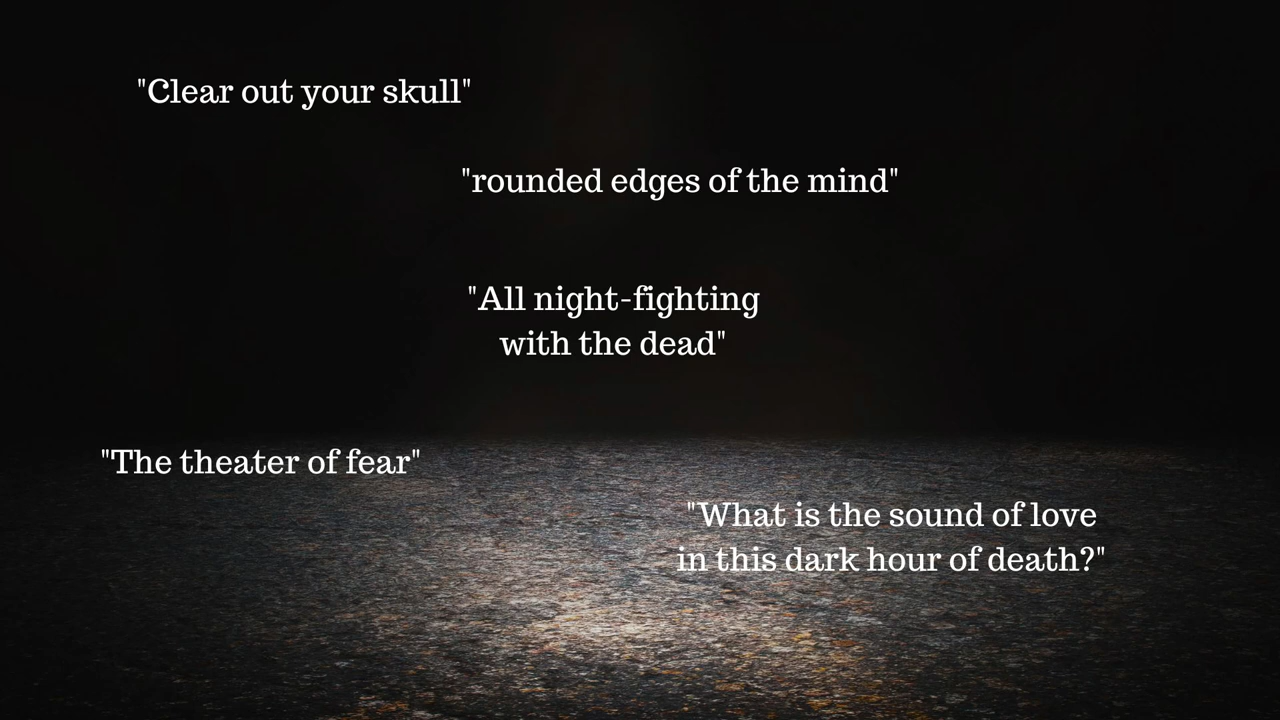 "Clear out your skull"
"rounded edges of the mind"
"All night-fighting
with the dead"
"The theater of fear"
"What is the sound of love
in this dark hour of death?"